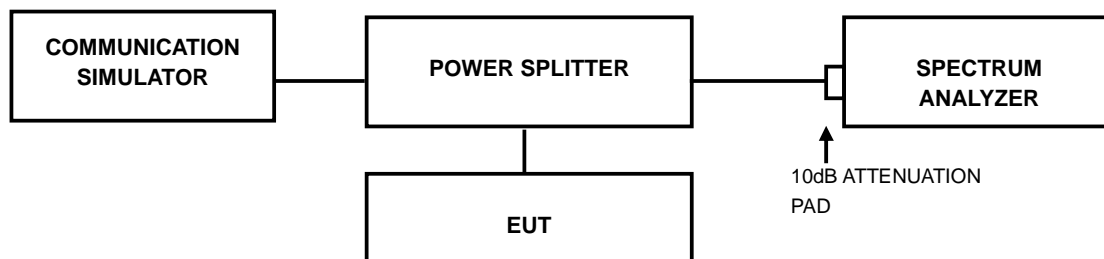 COMMUNICATION
SIMULATOR
POWER SPLITTER
SPECTRUM
ANALYZER
10dB ATTENUATION
PAD
EUT